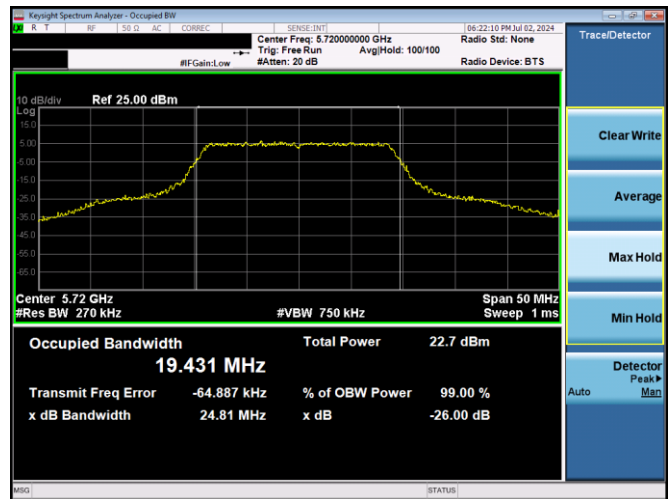 Keysight Spectrum Analyzer - Occupied BW
R T RF 50 Ω AC CORREC SENSE:INT 06:22:10 PM Jul 02, 2024
Center Freq: 5.720000000 GHz Radio Std: None
Trig: Free Run Avg|Hold: 100/100
#IFGain:Low #Atten: 20 dB Radio Device: BTS
10 dB/div Ref 25.00 dBm
Log
15.0
5.00
-5.00
-15.0
-25.0
-35.0
-45.0
-55.0
-65.0
Center 5.72 GHz Span 50 MHz
#Res BW 270 kHz #VBW 750 kHz Sweep 1 ms
Occupied Bandwidth Total Power 22.7 dBm
19.431 MHz
Transmit Freq Error -64.887 kHz % of OBW Power 99.00 %
x dB Bandwidth 24.81 MHz x dB -26.00 dB
MSG STATUS
Trace/Detector
Clear Write
Average
Max Hold
Min Hold
Detector
Peak▶
Auto Man